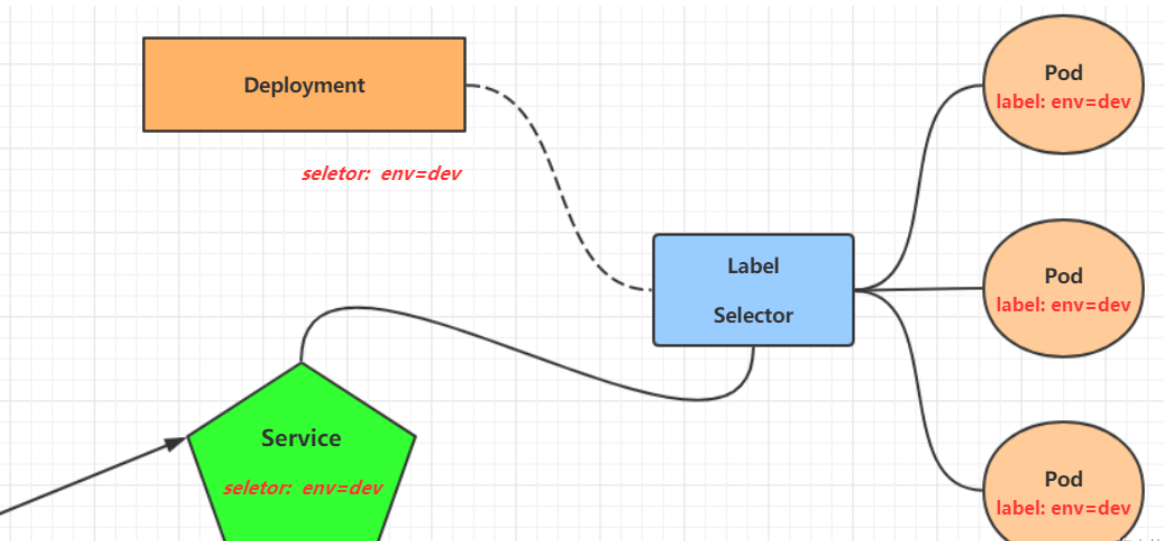 Deployment
seletor: env=dev
Label
Selector
Service
seletor: env=dev
Pod
label: env=dev
Pod
label: env=dev
Pod
label: env=dev